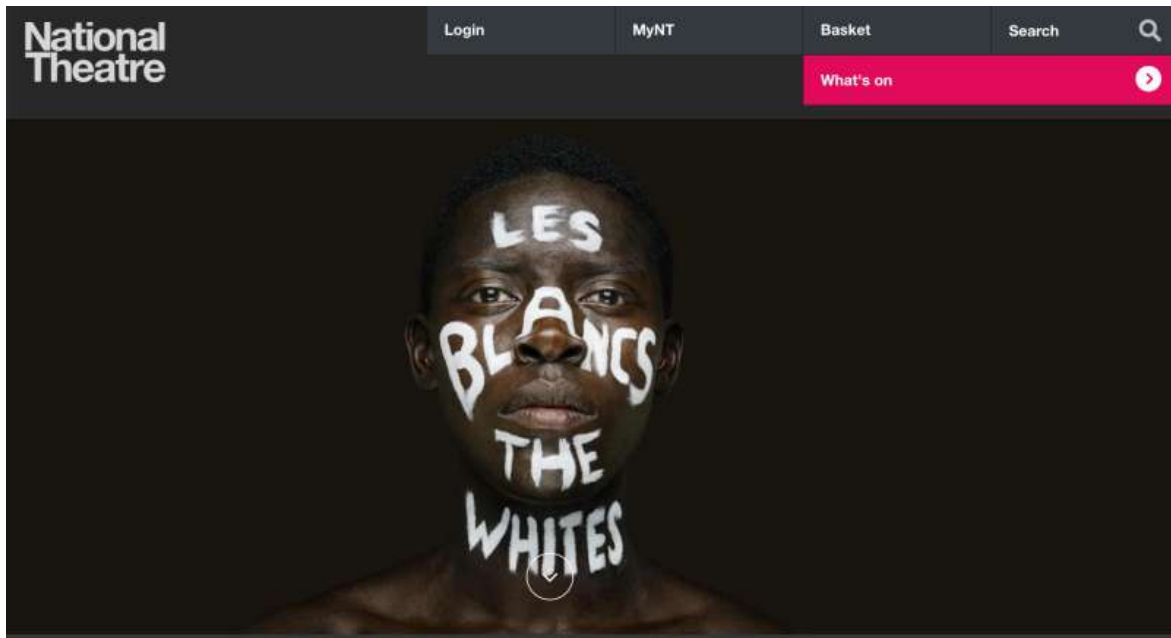 National
Theatre
Login
MyNT
Basket
Search
What's on
LES
BLANCS
THE
WHITES